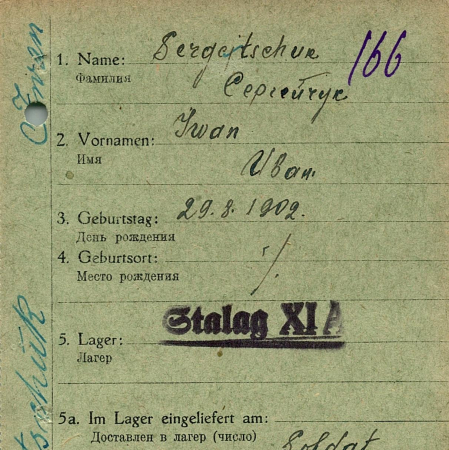 1. Name: Sergejtschuk 166
Фамилия
Сергейчук
2. Vornamen: Iwan
Имя
Иван
3. Geburtstag: 29.8.1902.
День рождения
4. Geburtsort: ./.
Место рождения
Stalag XI A
5. Lager:
Лагерь
5a. Im Lager eingeliefert am:
Доставлен в лагерь (число)
Soldat